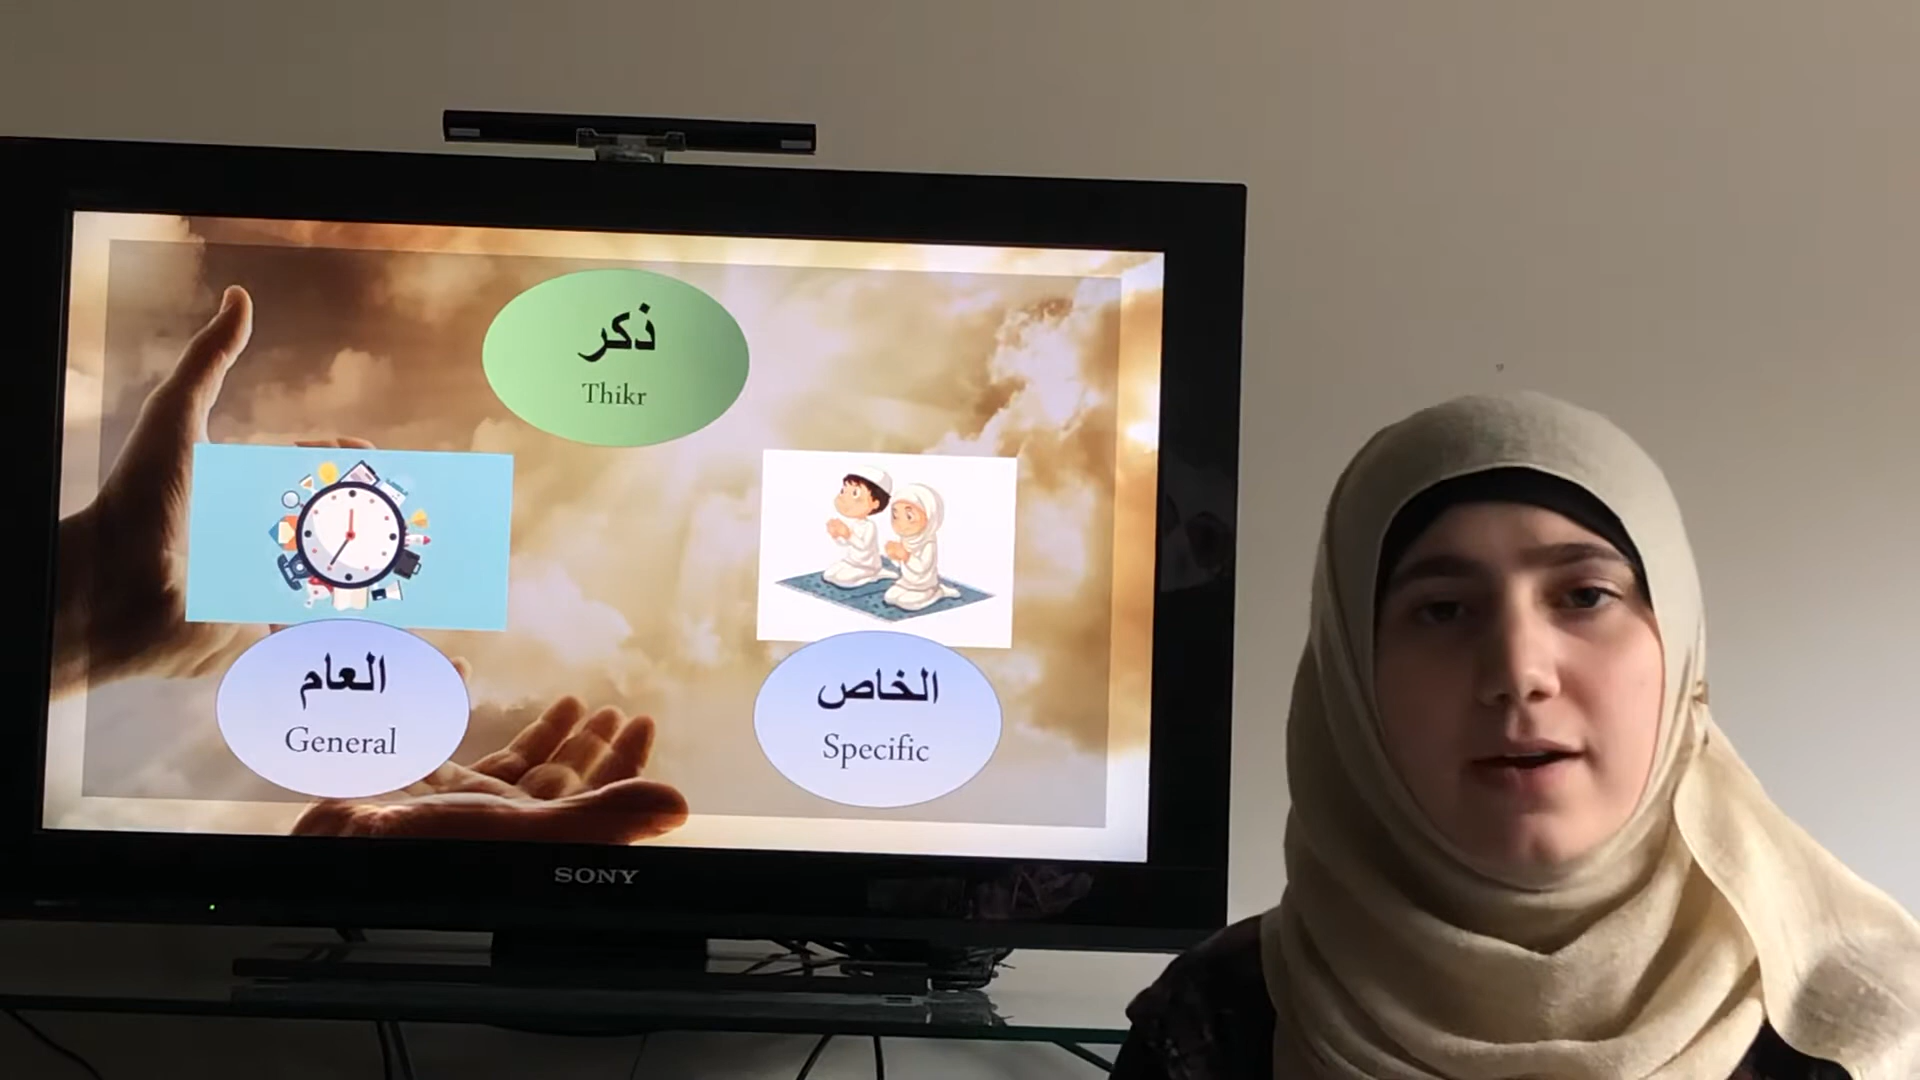 ذكر
Thikr
العام
General
الخاص
Specific
SONY